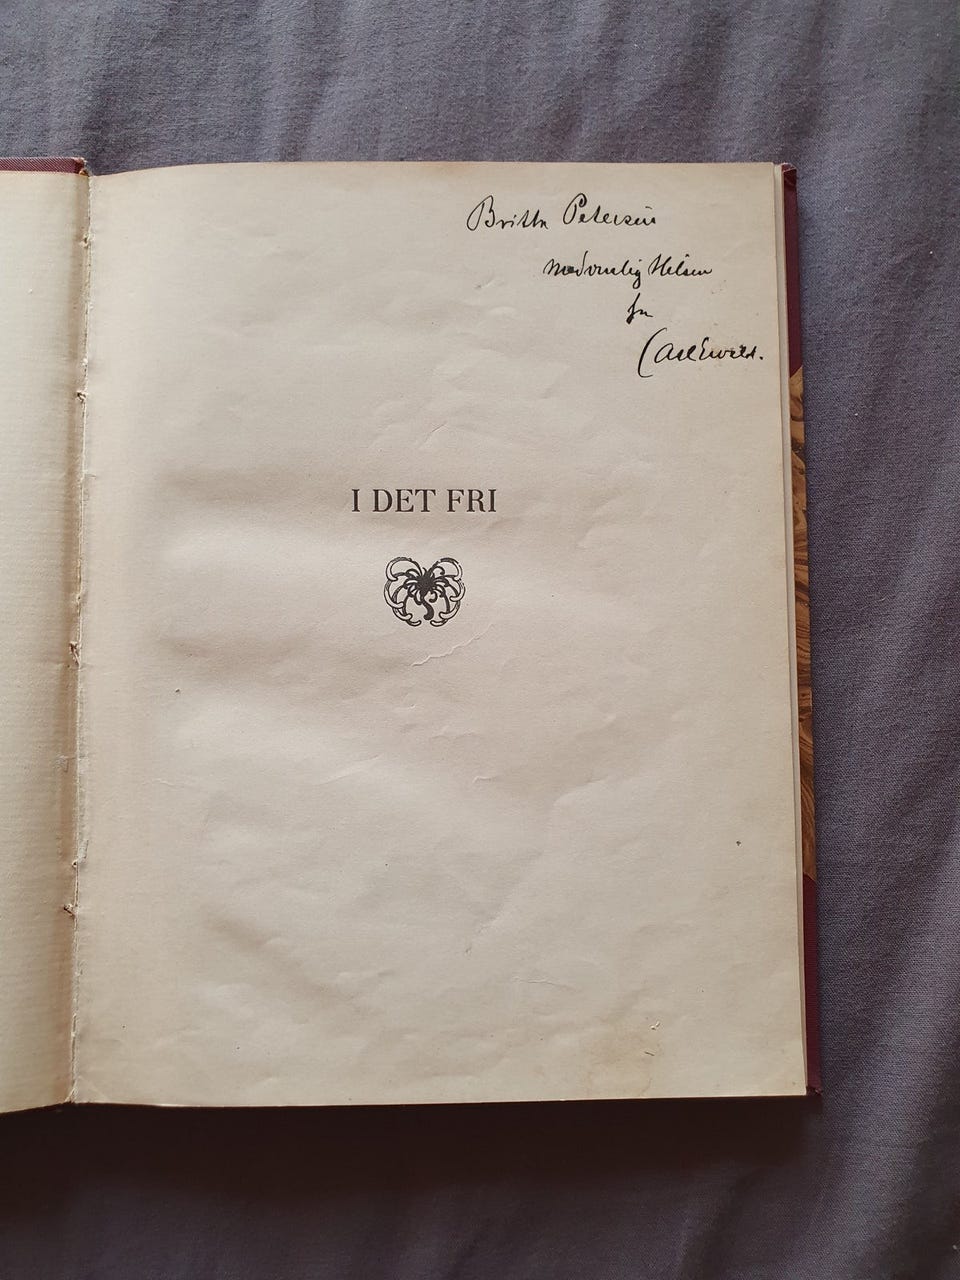 Britta Petersen
med venlig Hilsen
fra
Carl Ewald.
I DET FRI